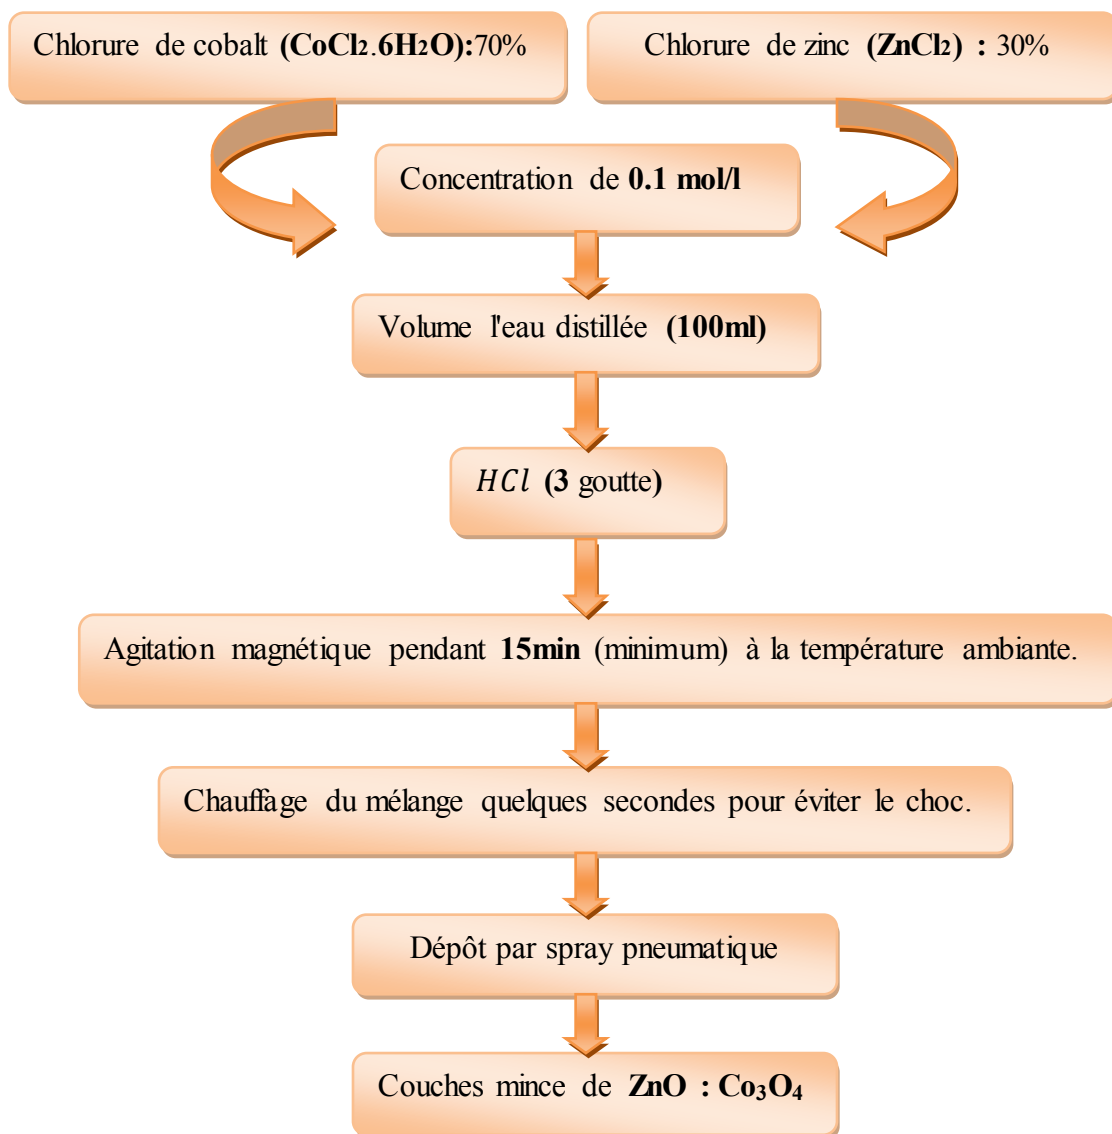 Chlorure de cobalt (CoCl2.6H2O):70%
Chlorure de zinc (ZnCl2) : 30%
Concentration de 0.1 mol/l
Volume l'eau distillée (100ml)
HCl (3 goutte)
Agitation magnétique pendant 15min (minimum) à la température ambiante.
Chauffage du mélange quelques secondes pour éviter le choc.
Dépôt par spray pneumatique
Couches mince de ZnO : Co₃O₄